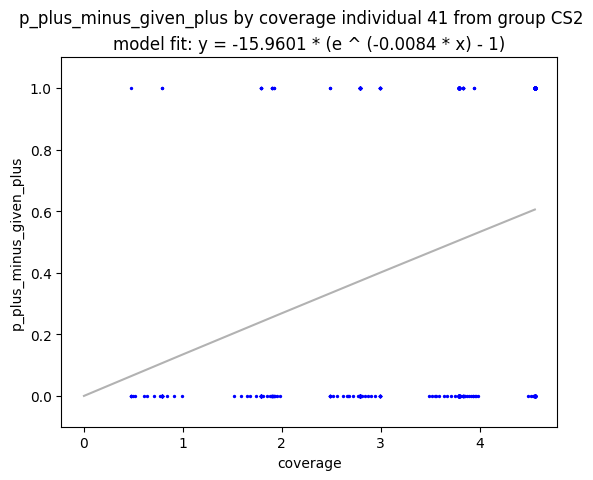 p_plus_minus_given_plus by coverage individual 41 from group CS2
model fit: y = -15.9601 * (e ^ (-0.0084 * x) - 1)
1.0
0.8
0.6
0.4
0.2
0.0
p_plus_minus_given_plus
0 1 2 3 4
coverage